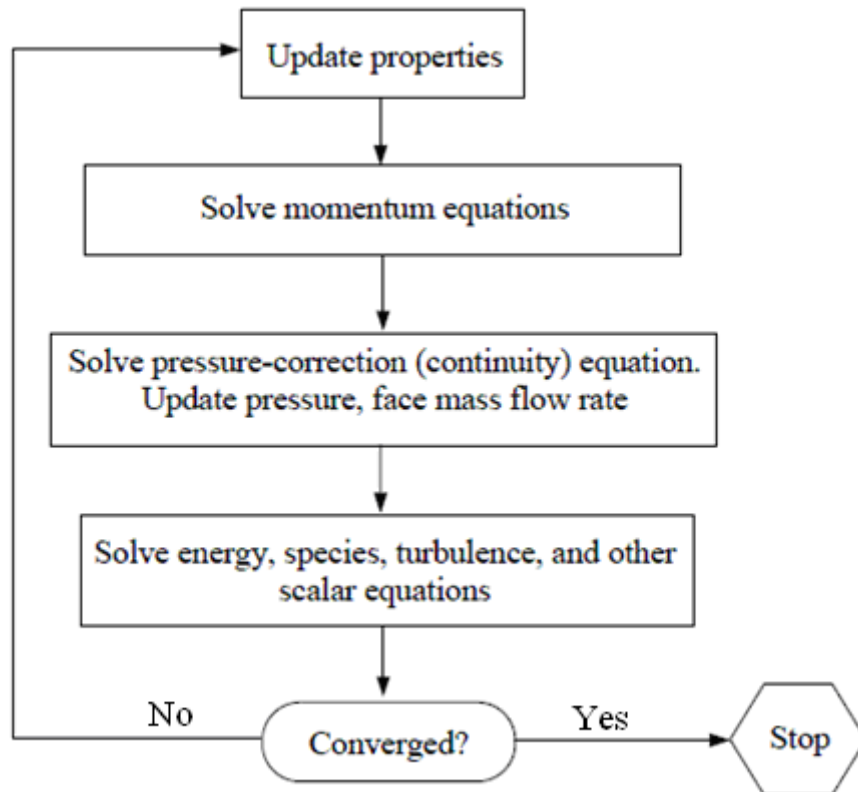 Update properties
Solve momentum equations
Solve pressure-correction (continuity) equation.
Update pressure, face mass flow rate
Solve energy, species, turbulence, and other
scalar equations
No
Yes
Converged?
Stop